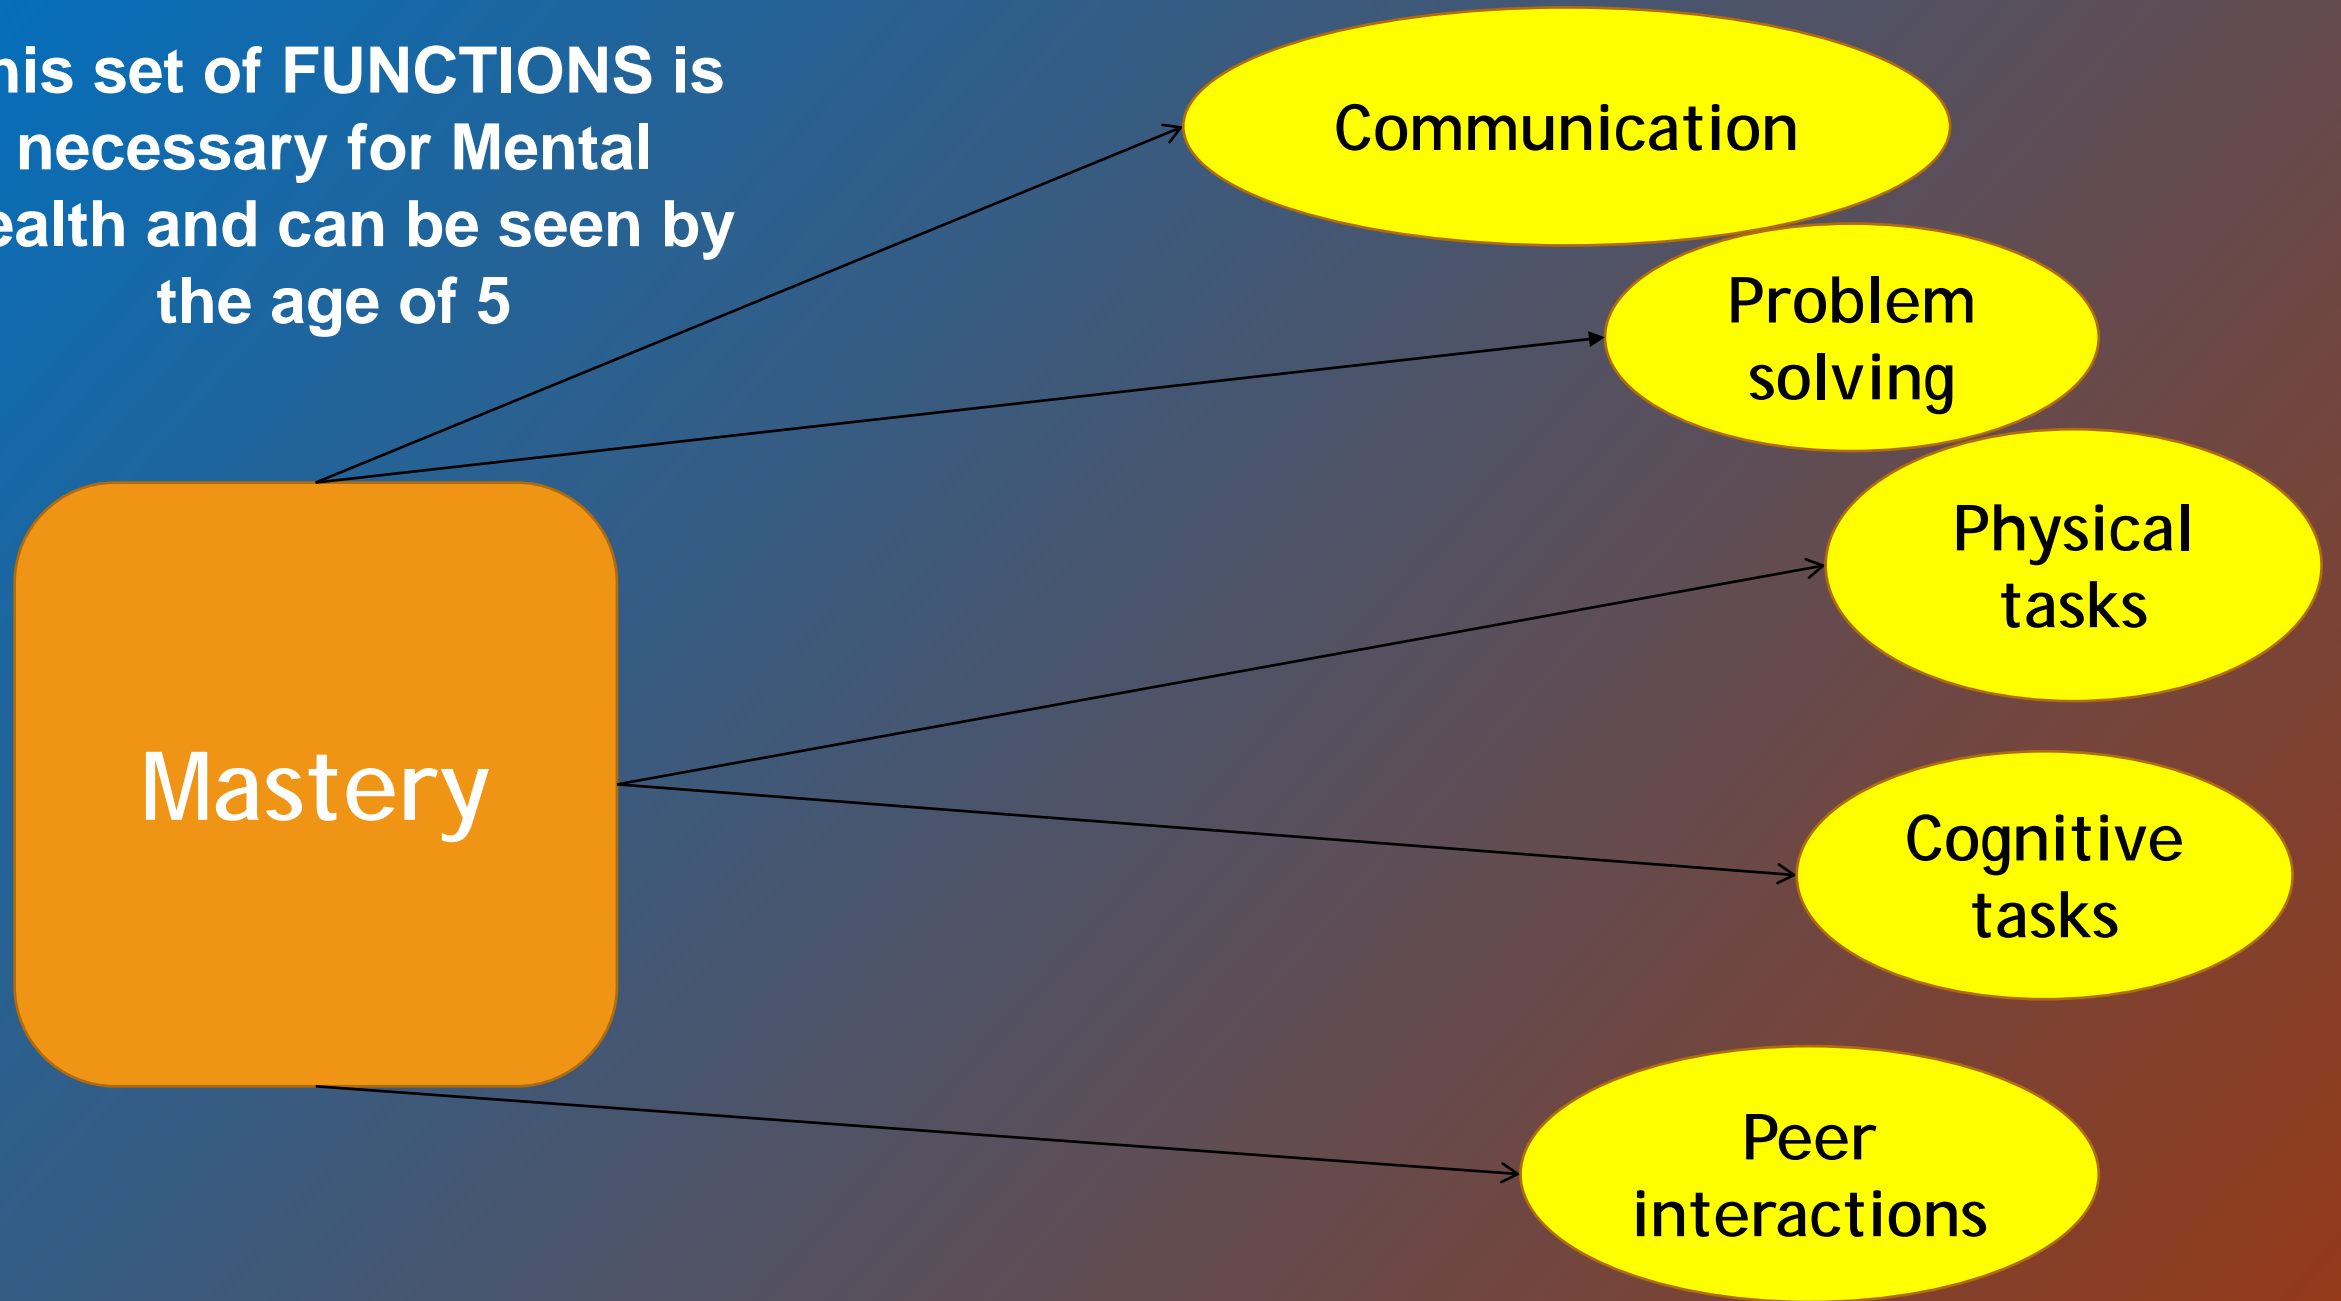 his set of FUNCTIONS is
necessary for Mental
ealth and can be seen by
the age of 5
Communication
Problem
solving
Physical
tasks
Mastery
Cognitive
tasks
Peer
interactions